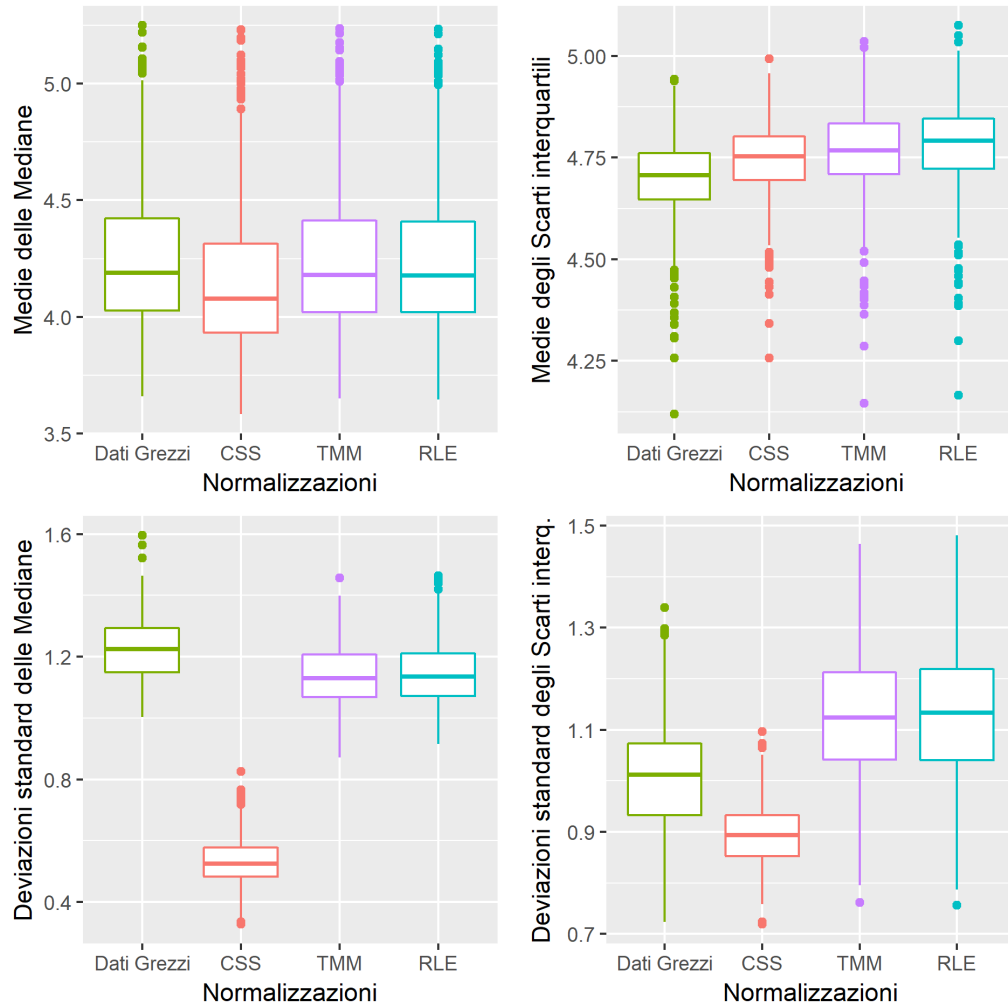 Medie delle Mediane
5.0
4.5
4.0
3.5
Dati Grezzi CSS TMM RLE
Normalizzazioni
Medie degli Scarti interquartili
5.00
4.75
4.50
4.25
Dati Grezzi CSS TMM RLE
Normalizzazioni
Deviazioni standard delle Mediane
1.6
1.2
0.8
0.4
Dati Grezzi CSS TMM RLE
Normalizzazioni
Deviazioni standard degli Scarti interq.
1.5
1.3
1.1
0.9
0.7
Dati Grezzi CSS TMM RLE
Normalizzazioni